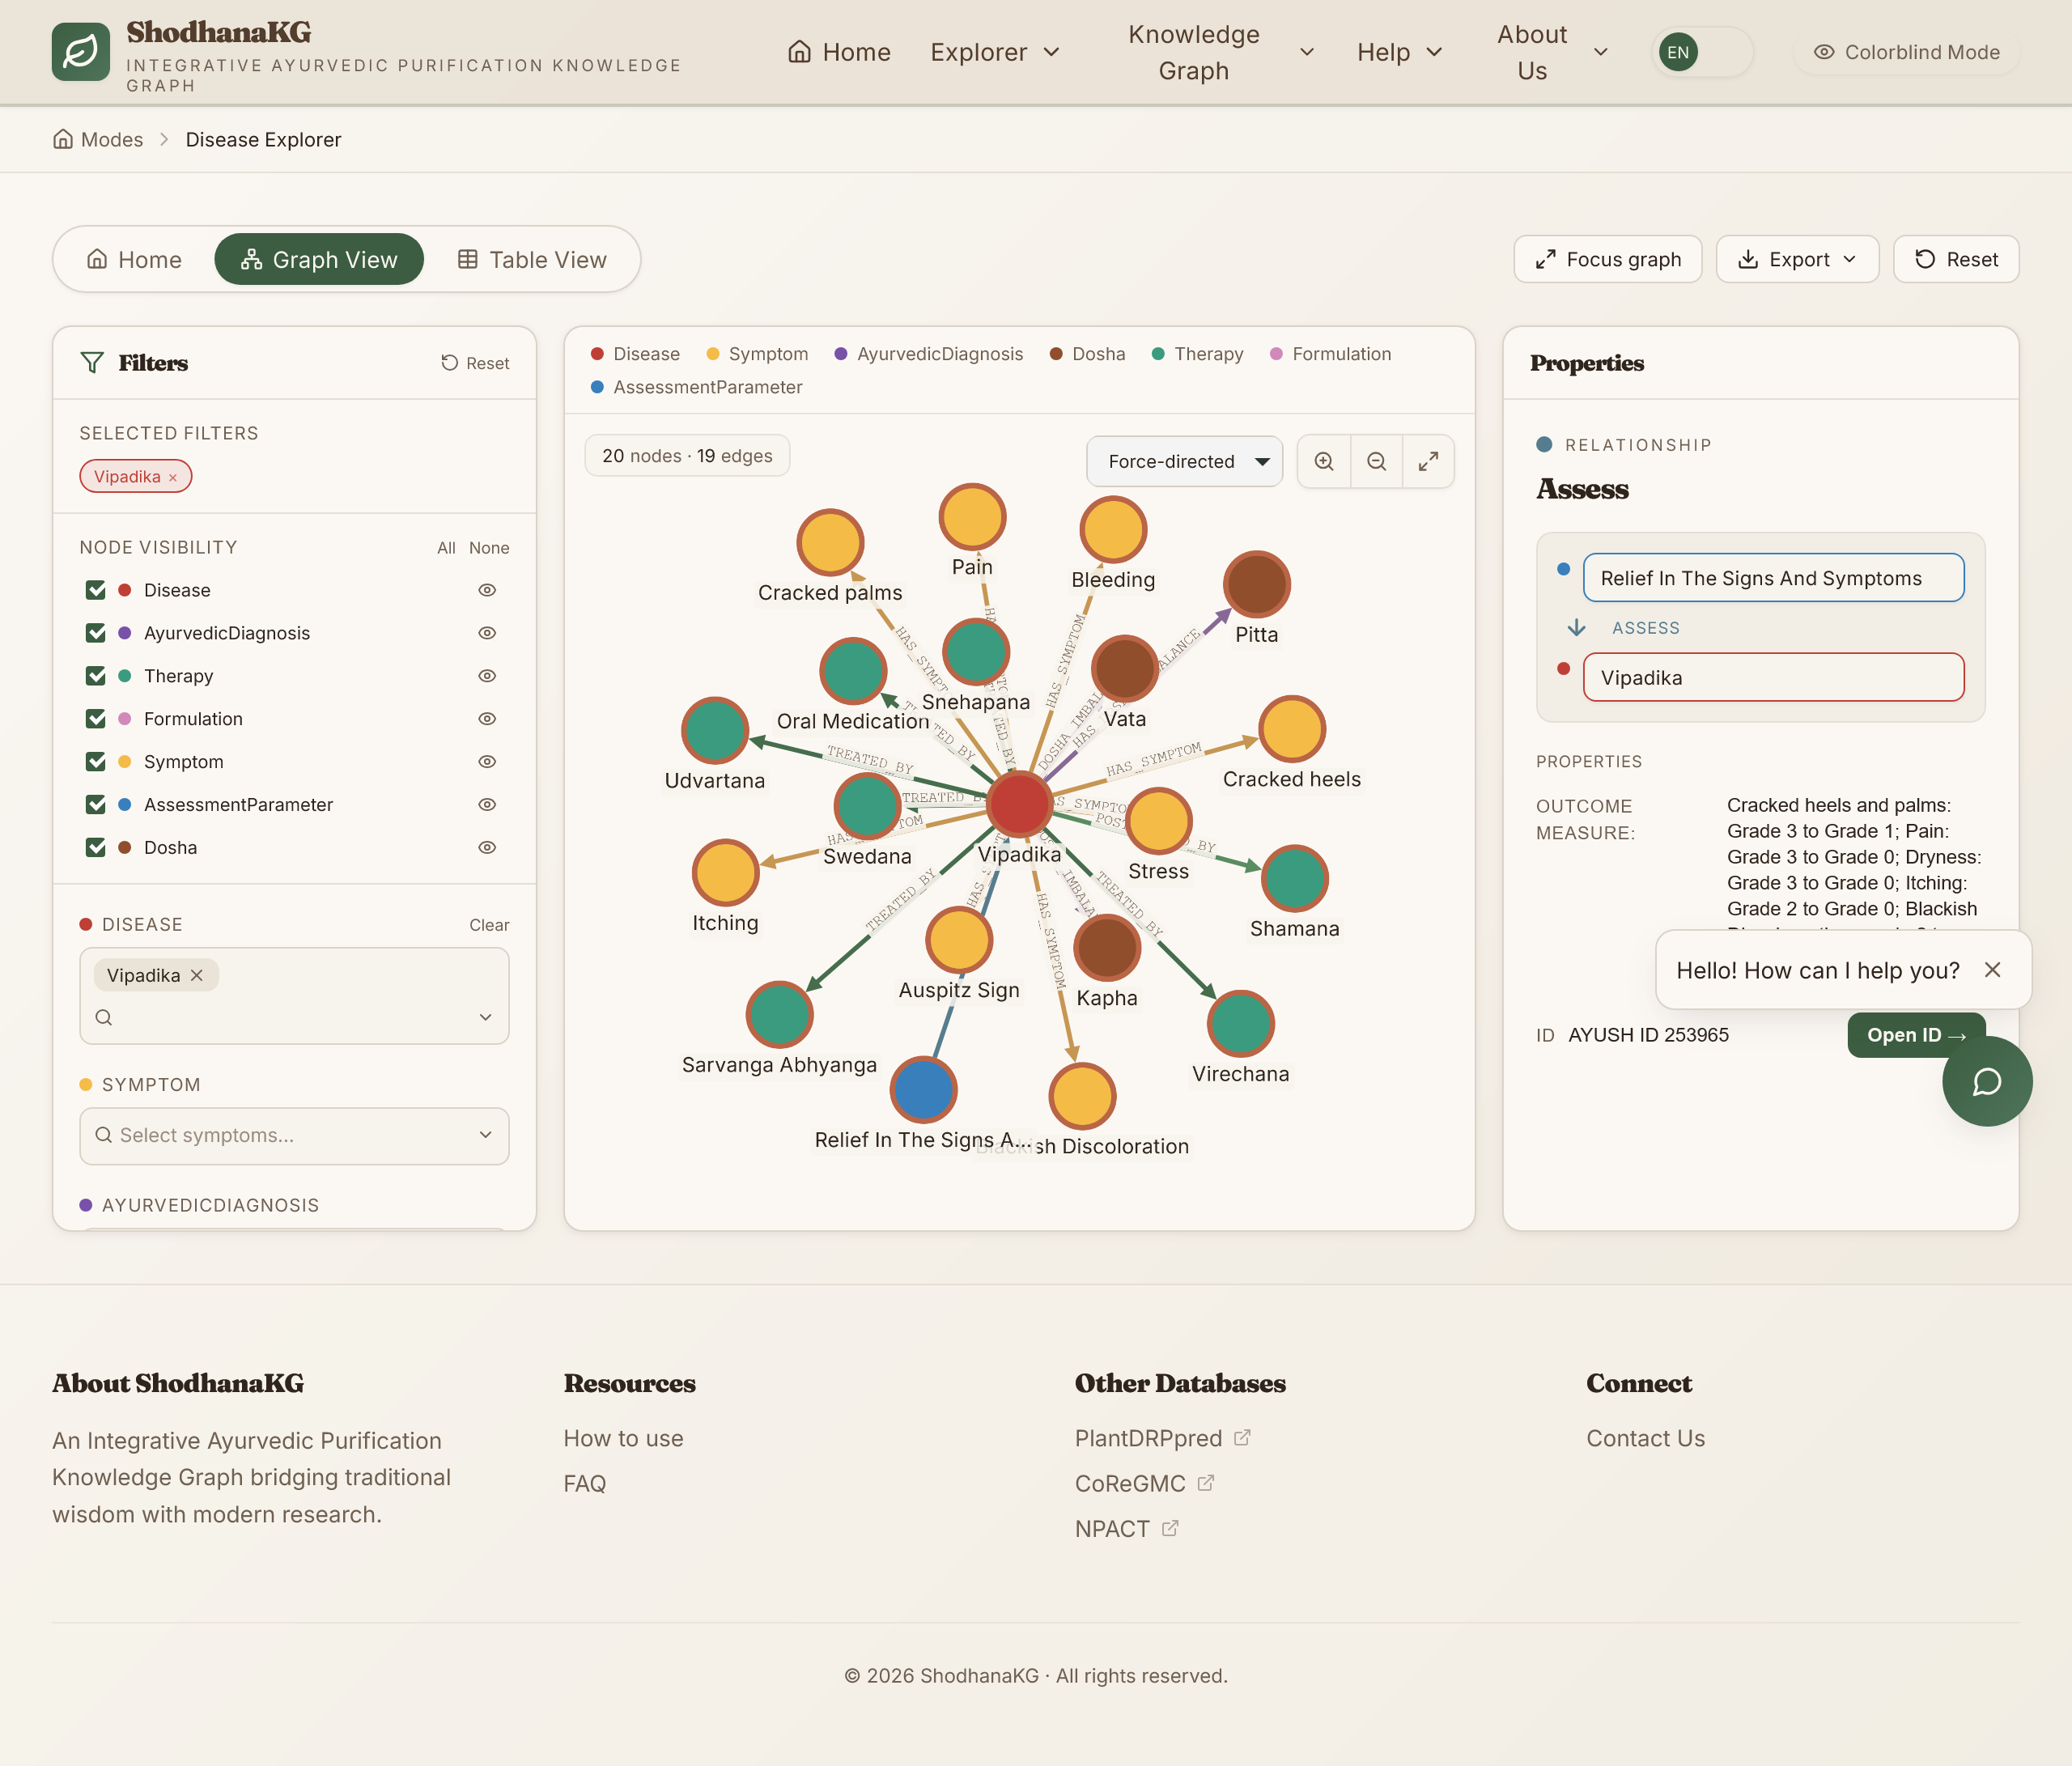 ShodhanaKG
INTEGRATIVE AYURVEDIC PURIFICATION KNOWLEDGE
GRAPH
Home
Explorer
Knowledge
Graph
Help
About
Us
EN
Colorblind Mode
Modes
Disease Explorer
Home
Graph View
Table View
Focus graph
Export
Reset
Filters
Reset
SELECTED FILTERS
Vipadika ×
NODE VISIBILITY
All None
Disease
AyurvedicDiagnosis
Therapy
Formulation
Symptom
AssessmentParameter
Dosha
DISEASE
Clear
Vipadika
SYMPTOM
Select symptoms...
AYURVEDICDIAGNOSIS
Disease
Symptom
AyurvedicDiagnosis
Dosha
Therapy
Formulation
AssessmentParameter
20 nodes · 19 edges
Force-directed
Cracked palms
Pain
Bleeding
Pitta
Oral Medication
Snehapana
Vata
Udvartana
Cracked heels
Swedana
Vipadika
Stress
Itching
Shamana
Auspitz Sign
Kapha
Sarvanga Abhyanga
Virechana
Relief In The Signs A...
Blackish Discoloration
HAS_SYMPTOM
HAS_SYMPTOM
HAS_SYMPTOM
TREATED_BY
TREATED_BY
TREATED_BY
Properties
RELATIONSHIP
Assess
Relief In The Signs And Symptoms
ASSESS
Vipadika
PROPERTIES
OUTCOME
MEASURE:
Cracked heels and palms:
Grade 3 to Grade 1; Pain:
Grade 3 to Grade 0; Dryness:
Grade 3 to Grade 0; Itching:
Grade 2 to Grade 0; Blackish
Hello! How can I help you?
ID AYUSH ID 253965
Open ID →
About ShodhanaKG
An Integrative Ayurvedic Purification
Knowledge Graph bridging traditional
wisdom with modern research.
Resources
How to use
FAQ
Other Databases
PlantDRPpred
CoReGMC
NPACT
Connect
Contact Us
© 2026 ShodhanaKG · All rights reserved.